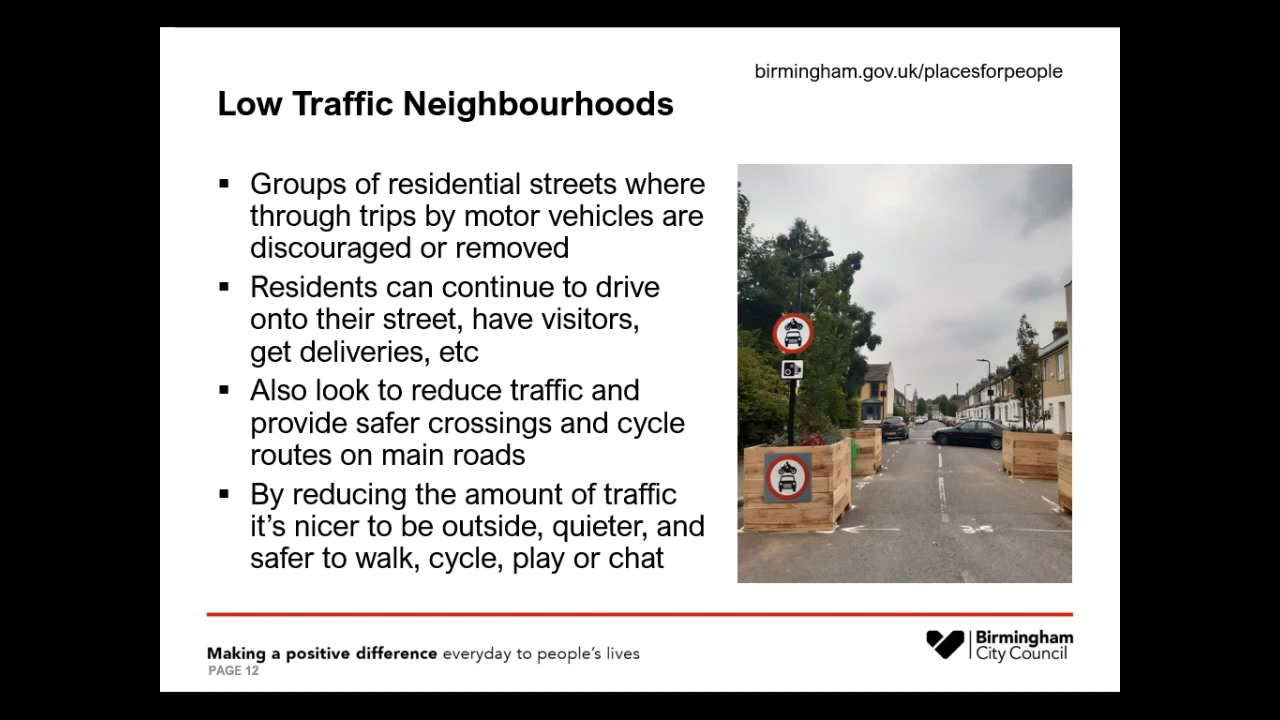 birmingham.gov.uk/placesforpeople
Low Traffic Neighbourhoods
▪ Groups of residential streets where
through trips by motor vehicles are
discouraged or removed
▪ Residents can continue to drive
onto their street, have visitors,
get deliveries, etc
▪ Also look to reduce traffic and
provide safer crossings and cycle
routes on main roads
▪ By reducing the amount of traffic
it’s nicer to be outside, quieter, and
safer to walk, cycle, play or chat
Making a positive difference everyday to people’s lives
PAGE 12
Birmingham
City Council